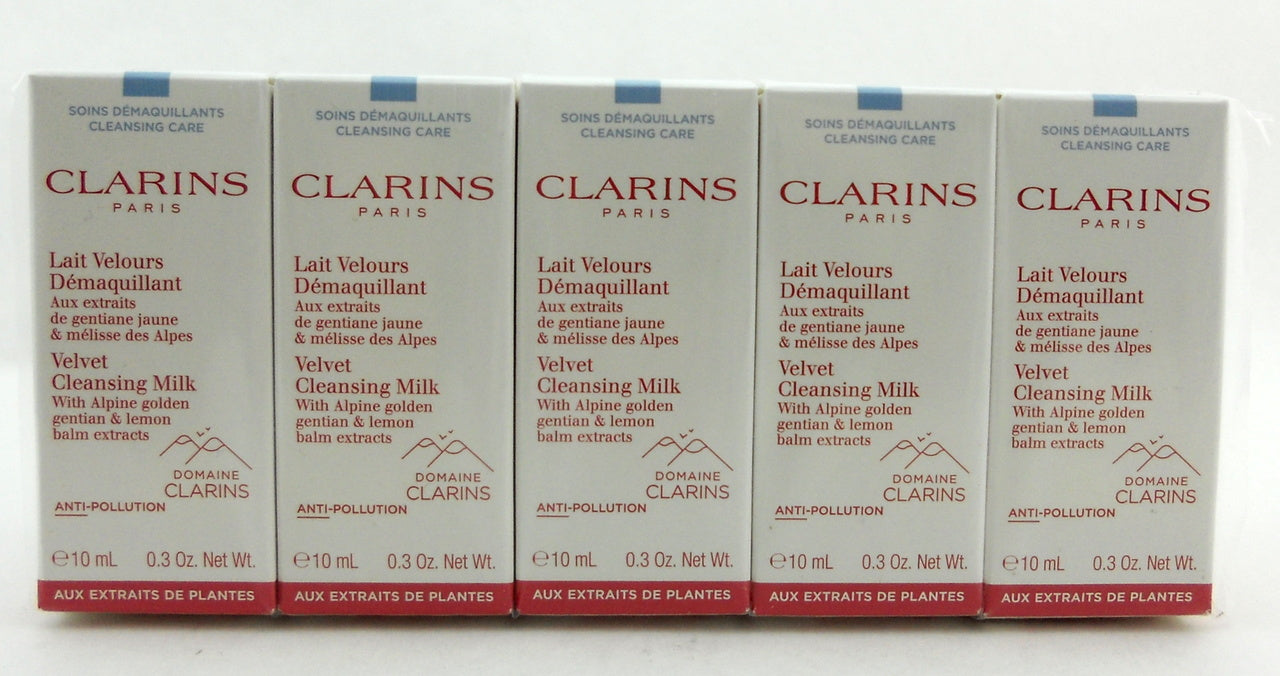 SOINS DÉMAQUILLANTS
CLEANSING CARE
CLARINS
PARIS
Lait Velours
Démaquillant
Aux extraits
de gentiane jaune
& mélisse des Alpes
Velvet
Cleansing Milk
With Alpine golden
gentian & lemon
balm extracts
DOMAINE
CLARINS
ANTI-POLLUTION
℮10 mL 0.3 Oz. Net Wt.
AUX EXTRAITS DE PLANTES
SOINS DÉMAQUILLANTS
CLEANSING CARE
CLARINS
PARIS
Lait Velours
Démaquillant
Aux extraits
de gentiane jaune
& mélisse des Alpes
Velvet
Cleansing Milk
With Alpine golden
gentian & lemon
balm extracts
DOMAINE
CLARINS
ANTI-POLLUTION
℮10 mL 0.3 Oz. Net Wt.
AUX EXTRAITS DE PLANTES
SOINS DÉMAQUILLANTS
CLEANSING CARE
CLARINS
PARIS
Lait Velours
Démaquillant
Aux extraits
de gentiane jaune
& mélisse des Alpes
Velvet
Cleansing Milk
With Alpine golden
gentian & lemon
balm extracts
DOMAINE
CLARINS
ANTI-POLLUTION
℮10 mL 0.3 Oz. Net Wt.
AUX EXTRAITS DE PLANTES
SOINS DÉMAQUILLANTS
CLEANSING CARE
CLARINS
PARIS
Lait Velours
Démaquillant
Aux extraits
de gentiane jaune
& mélisse des Alpes
Velvet
Cleansing Milk
With Alpine golden
gentian & lemon
balm extracts
DOMAINE
CLARINS
ANTI-POLLUTION
℮10 mL 0.3 Oz. Net Wt.
AUX EXTRAITS DE PLANTES
SOINS DÉMAQUILLANTS
CLEANSING CARE
CLARINS
PARIS
Lait Velours
Démaquillant
Aux extraits
de gentiane jaune
& mélisse des Alpes
Velvet
Cleansing Milk
With Alpine golden
gentian & lemon
balm extracts
DOMAINE
CLARINS
ANTI-POLLUTION
℮10 mL 0.3 Oz. Net Wt.
AUX EXTRAITS DE PLANTES